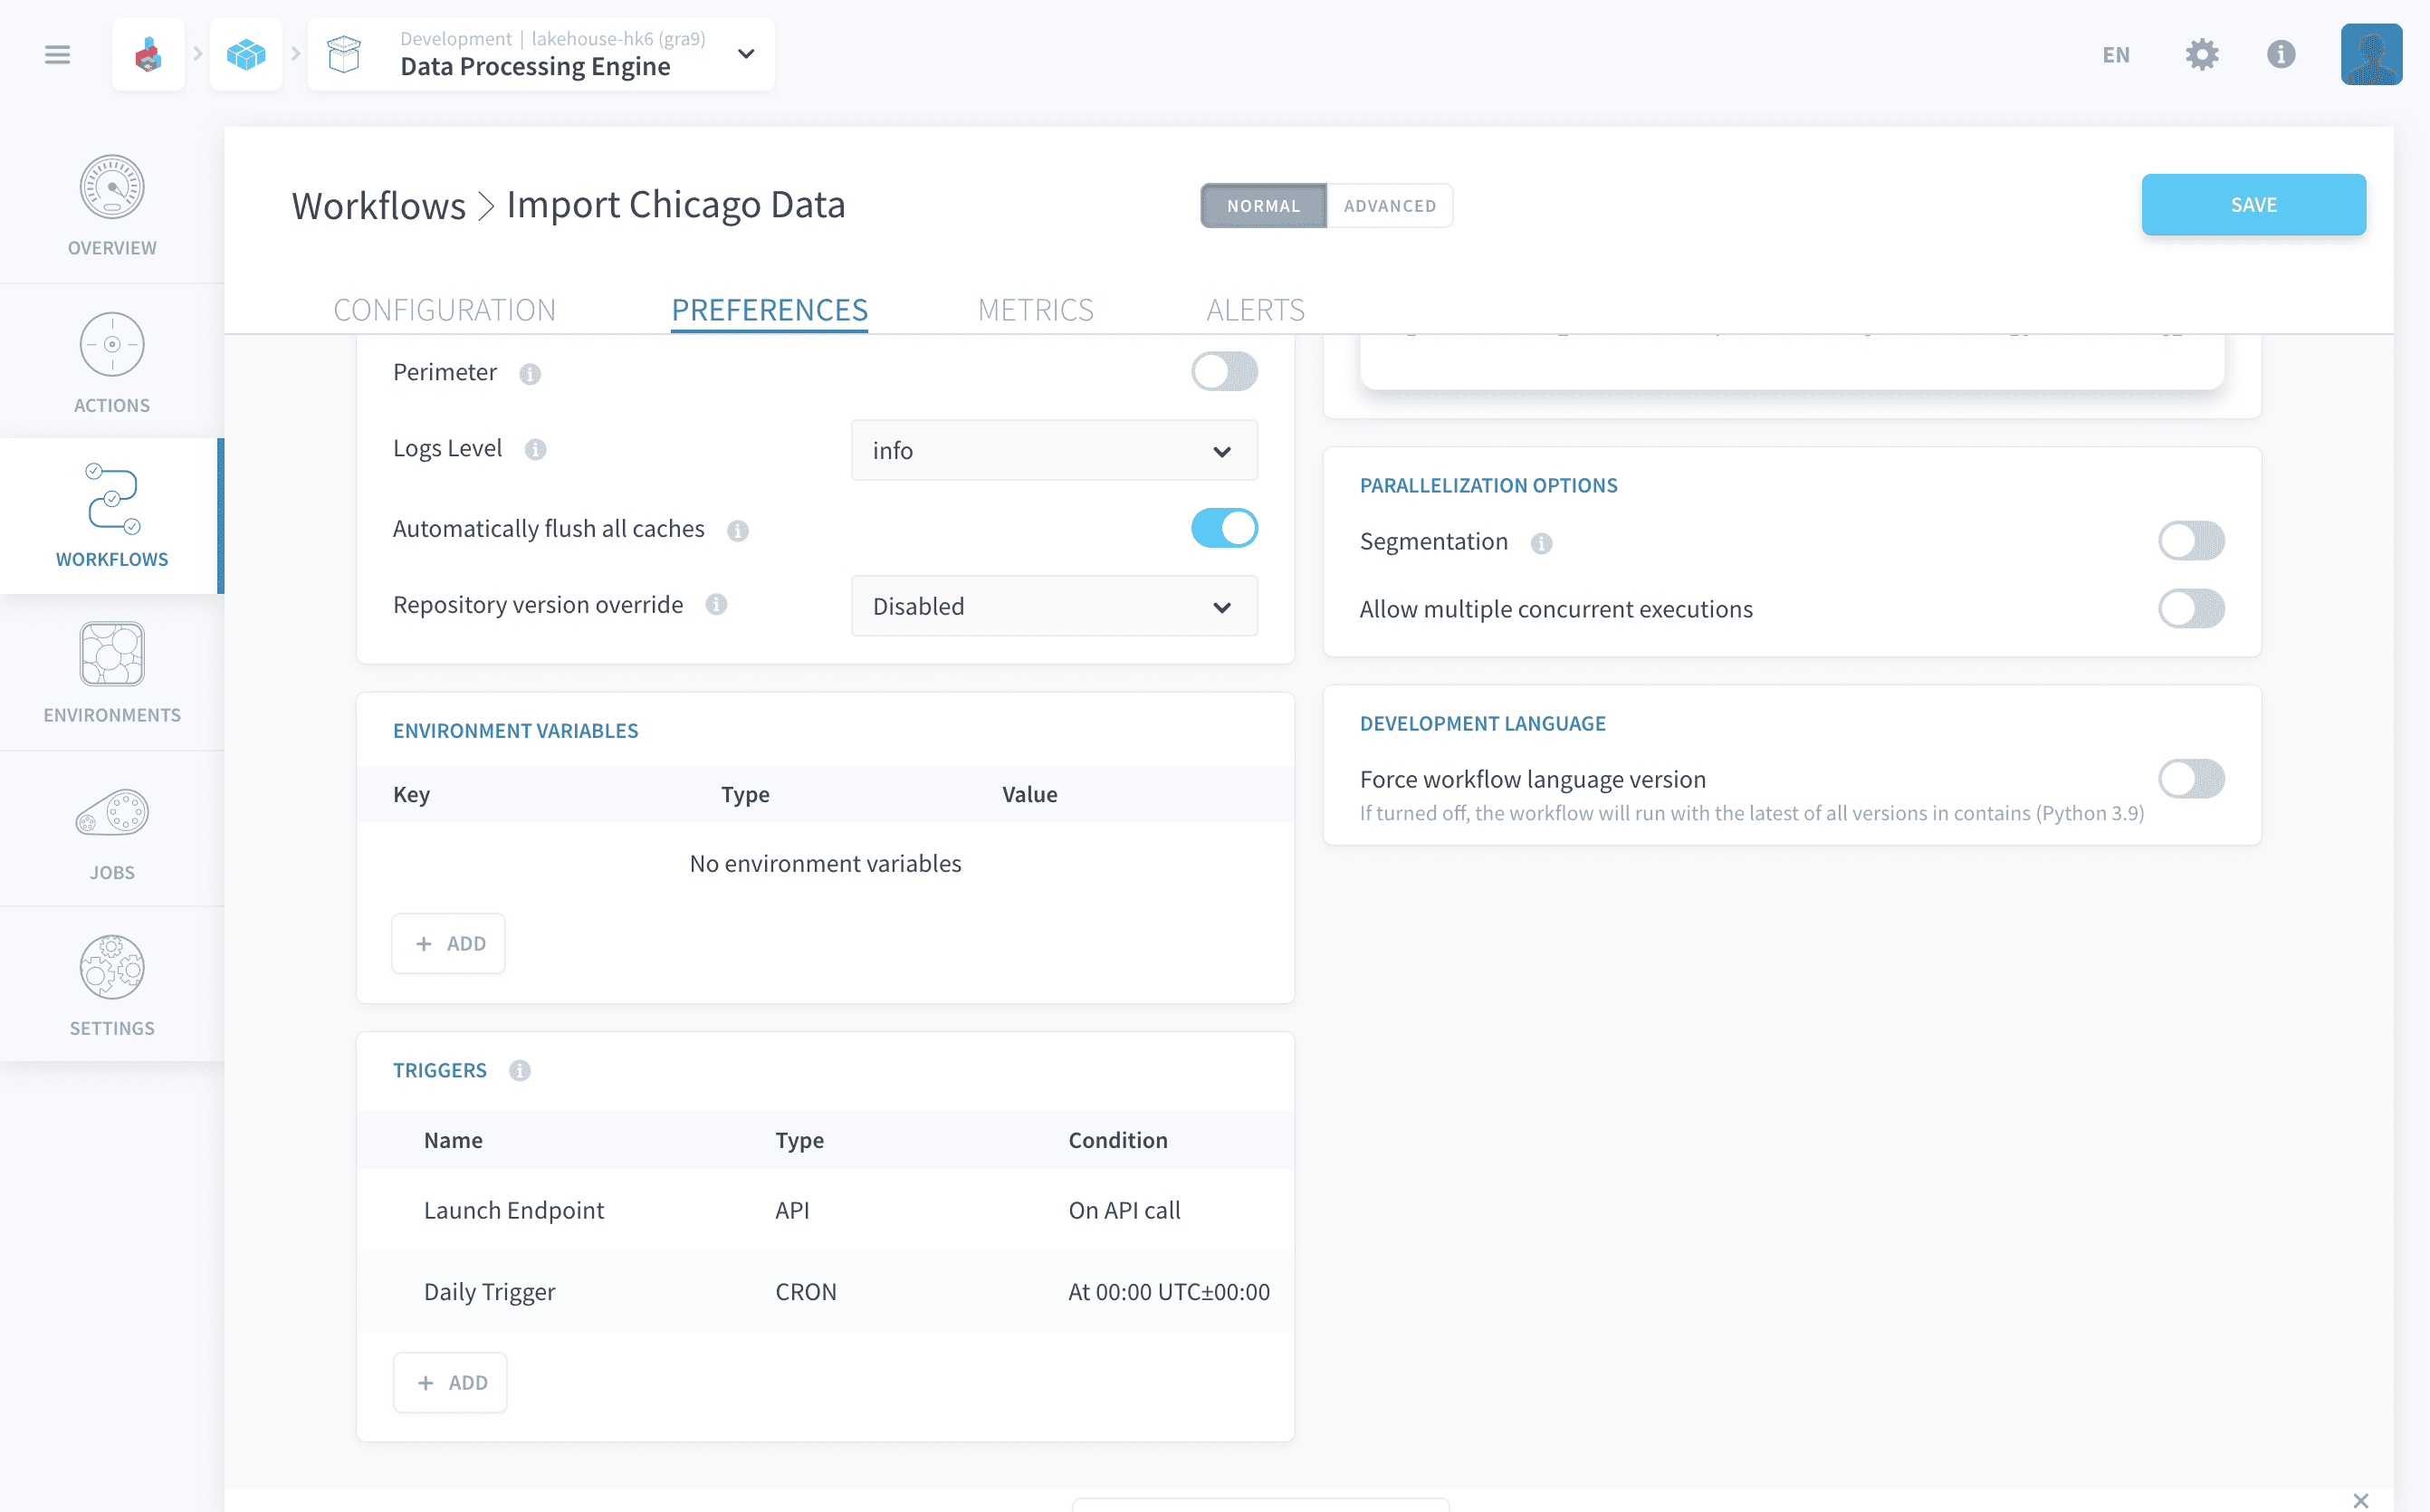 Development | lakehouse-hk6 (gra9)
Data Processing Engine
EN
Workflows > Import Chicago Data
NORMAL
ADVANCED
SAVE
OVERVIEW
ACTIONS
WORKFLOWS
ENVIRONMENTS
JOBS
SETTINGS
CONFIGURATION
PREFERENCES
METRICS
ALERTS
Perimeter
Logs Level
info
Automatically flush all caches
Repository version override
Disabled
ENVIRONMENT VARIABLES
Key Type Value
No environment variables
+ ADD
TRIGGERS
Name Type Condition
Launch Endpoint API On API call
Daily Trigger CRON At 00:00 UTC±00:00
+ ADD
PARALLELIZATION OPTIONS
Segmentation
Allow multiple concurrent executions
DEVELOPMENT LANGUAGE
Force workflow language version
If turned off, the workflow will run with the latest of all versions in contains (Python 3.9)